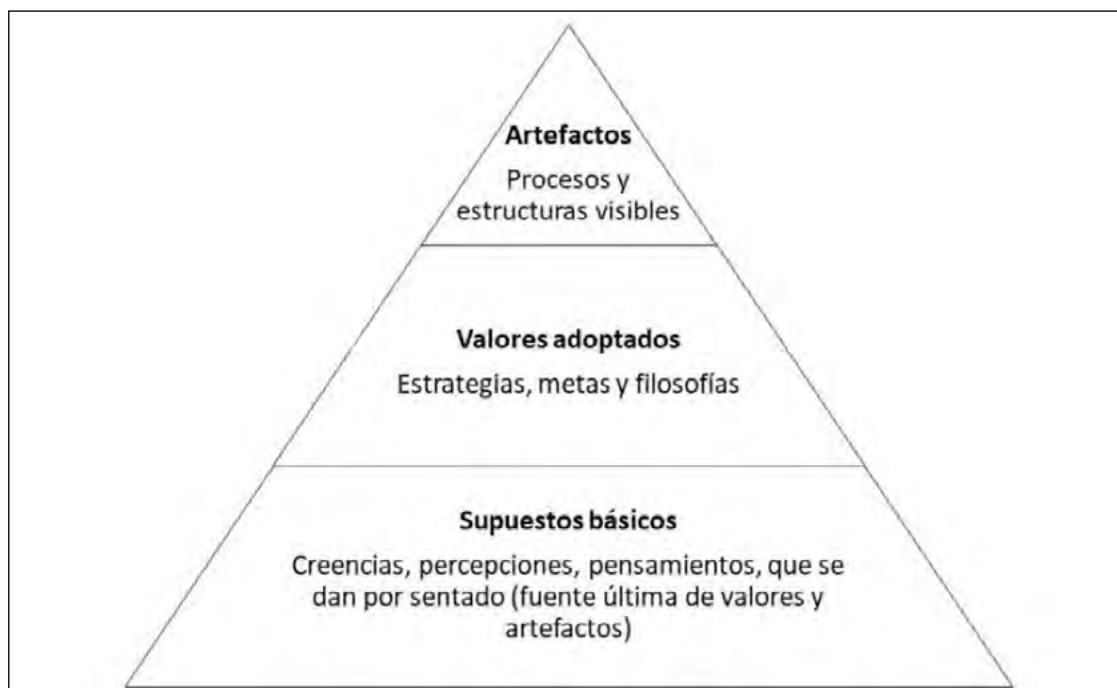 Artefactos
Procesos y
estructuras visibles
Valores adoptados
Estrategias, metas y filosofías
Supuestos básicos
Creencias, percepciones, pensamientos, que se
dan por sentado (fuente última de valores y
artefactos)